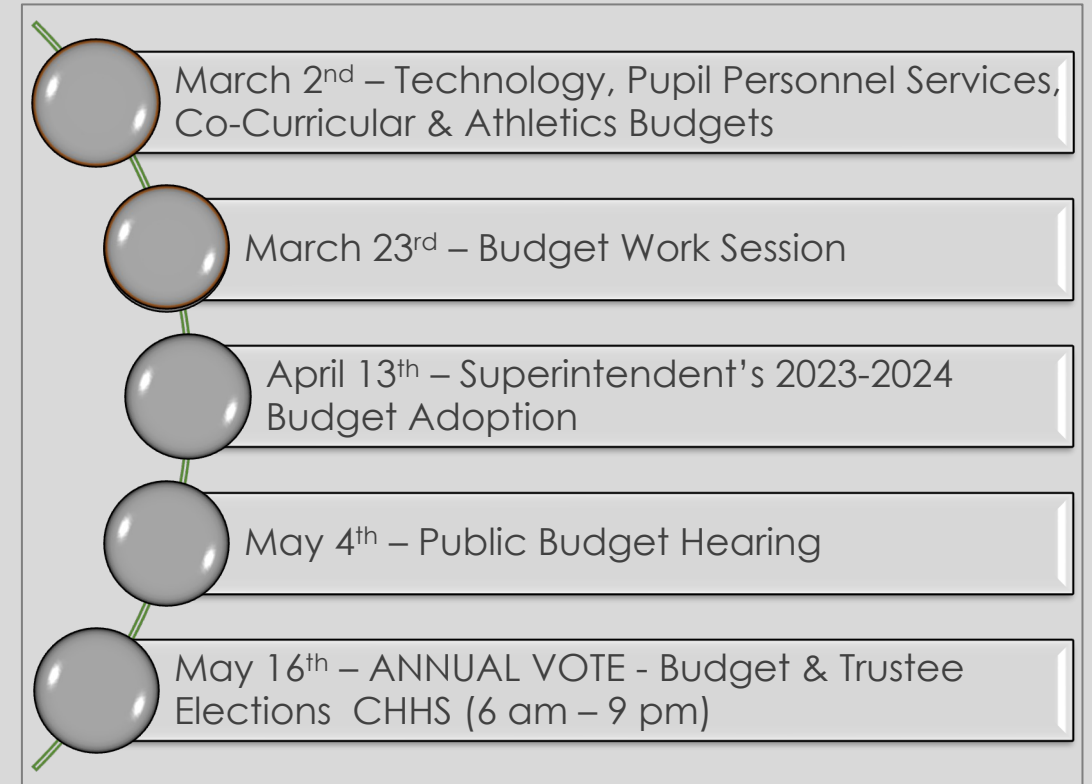 March 2nd – Technology, Pupil Personnel Services,
Co-Curricular & Athletics Budgets
March 23rd – Budget Work Session
April 13th – Superintendent’s 2023-2024
Budget Adoption
May 4th – Public Budget Hearing
May 16th – ANNUAL VOTE - Budget & Trustee
Elections  CHHS (6 am – 9 pm)